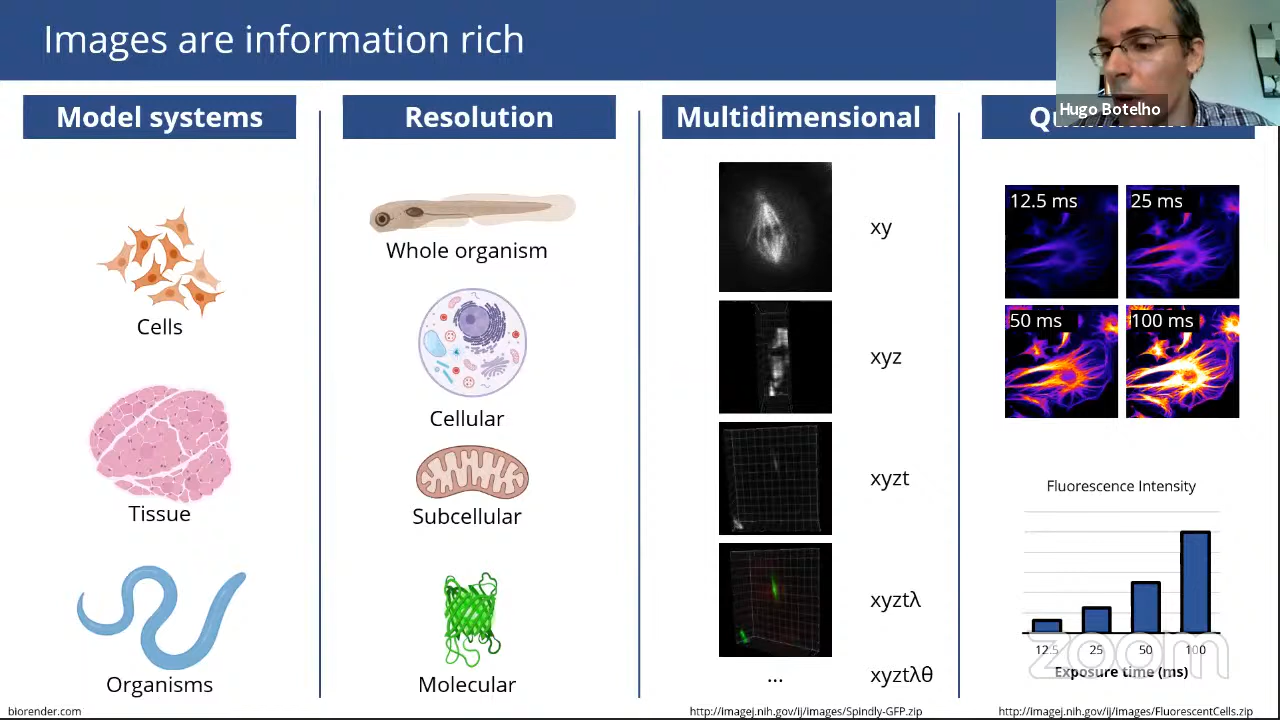 Images are information rich
Hugo Botelho
Model systems
Cells
Tissue
Organisms
biorender.com
Resolution
Whole organism
Cellular
Subcellular
Molecular
Multidimensional
xy
xyz
xyzt
xyztλ
... xyztλθ
http://imagej.nih.gov/ij/images/Spindly-GFP.zip
12.5 ms
25 ms
50 ms
100 ms
Fluorescence Intensity
12.5 25 50 100
Exposure time (ms)
zoom
http://imagej.nih.gov/ij/images/FluorescentCells.zip